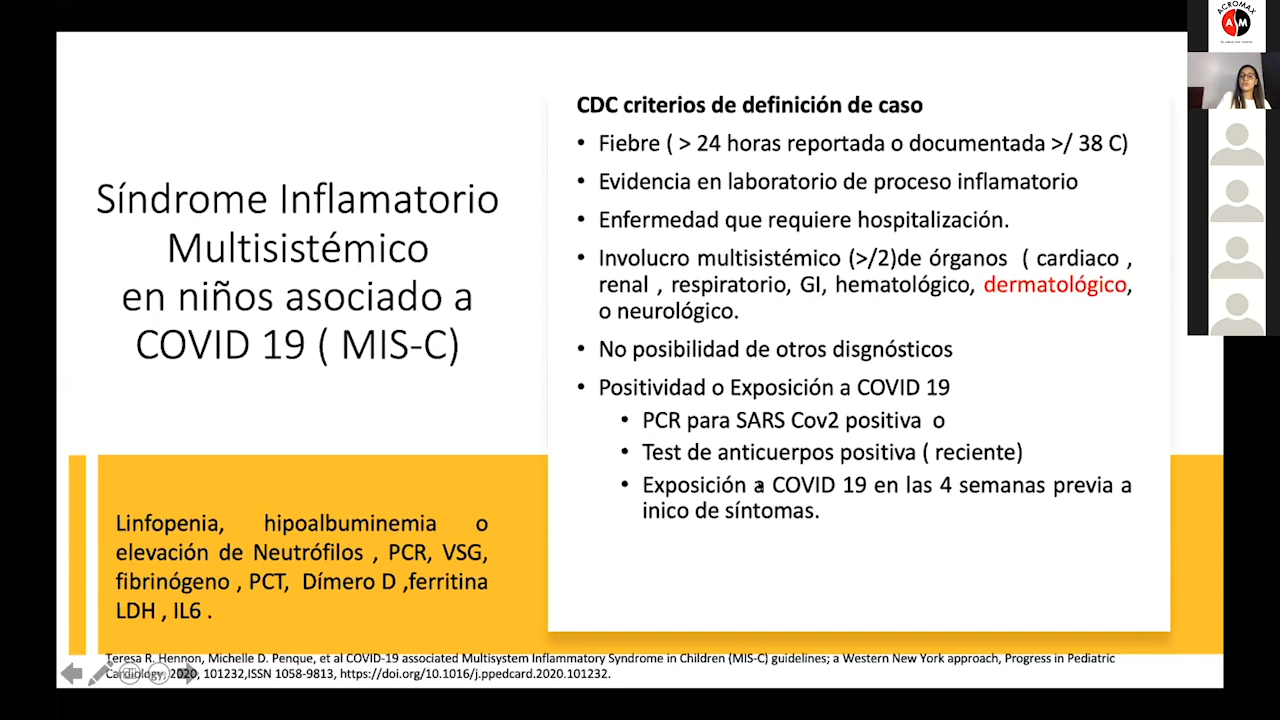 ACROMAX
ASM
Síndrome Inflamatorio
Multisistémico
en niños asociado a
COVID 19 ( MIS-C)
CDC criterios de definición de caso
• Fiebre ( > 24 horas reportada o documentada >/ 38 C)
• Evidencia en laboratorio de proceso inflamatorio
• Enfermedad que requiere hospitalización.
• Involucro multisistémico (>/2)de órganos ( cardiaco ,
renal , respiratorio, GI, hematológico, dermatológico,
o neurológico.
• No posibilidad de otros disgnósticos
• Positividad o Exposición a COVID 19
• PCR para SARS Cov2 positiva o
• Test de anticuerpos positiva ( reciente)
• Exposición a COVID 19 en las 4 semanas previa a
inico de síntomas.
Linfopenia, hipoalbuminemia o
elevación de Neutrófilos , PCR, VSG,
fibrinógeno , PCT, Dímero D ,ferritina
LDH , IL6 .
Teresa R. Hennon, Michelle D. Penque, et al COVID-19 associated Multisystem Inflammatory Syndrome in Children (MIS-C) guidelines; a Western New York approach, Progress in Pediatric
Cardiology, 2020, 101232,ISSN 1058-9813, https://doi.org/10.1016/j.ppedcard.2020.101232.